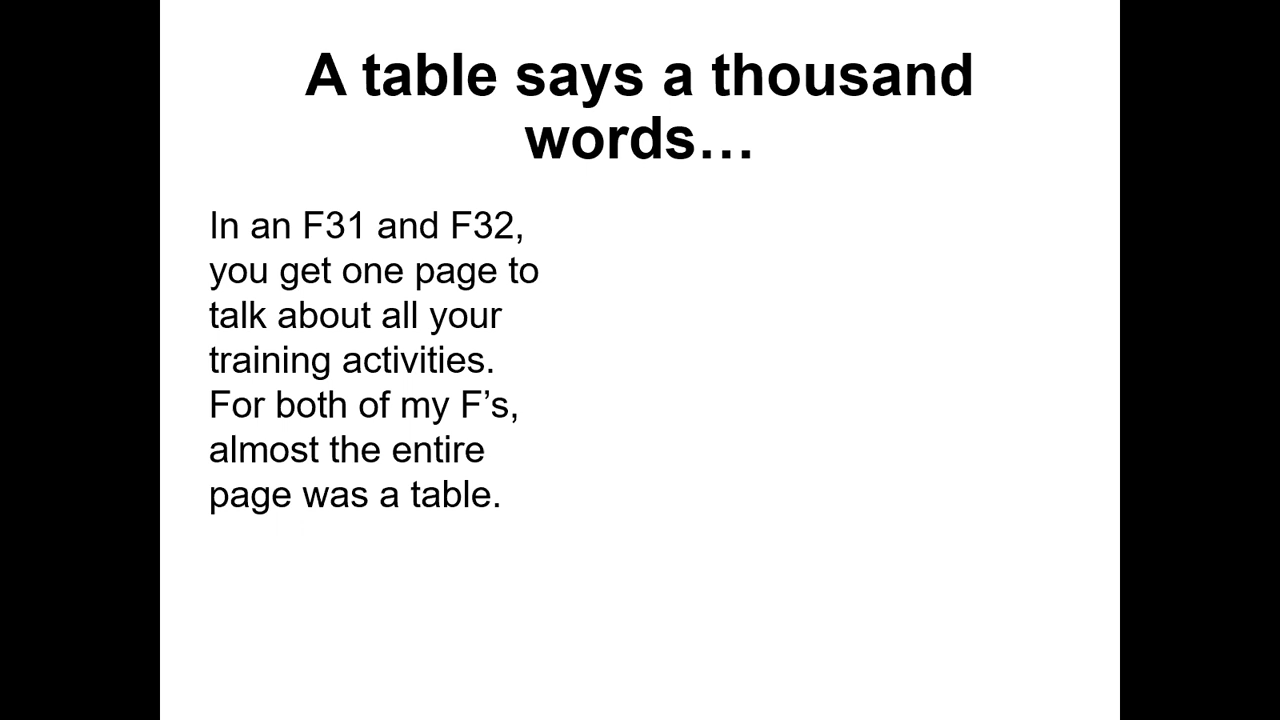 A table says a thousand
words…
In an F31 and F32,
you get one page to
talk about all your
training activities.
For both of my F’s,
almost the entire
page was a table.